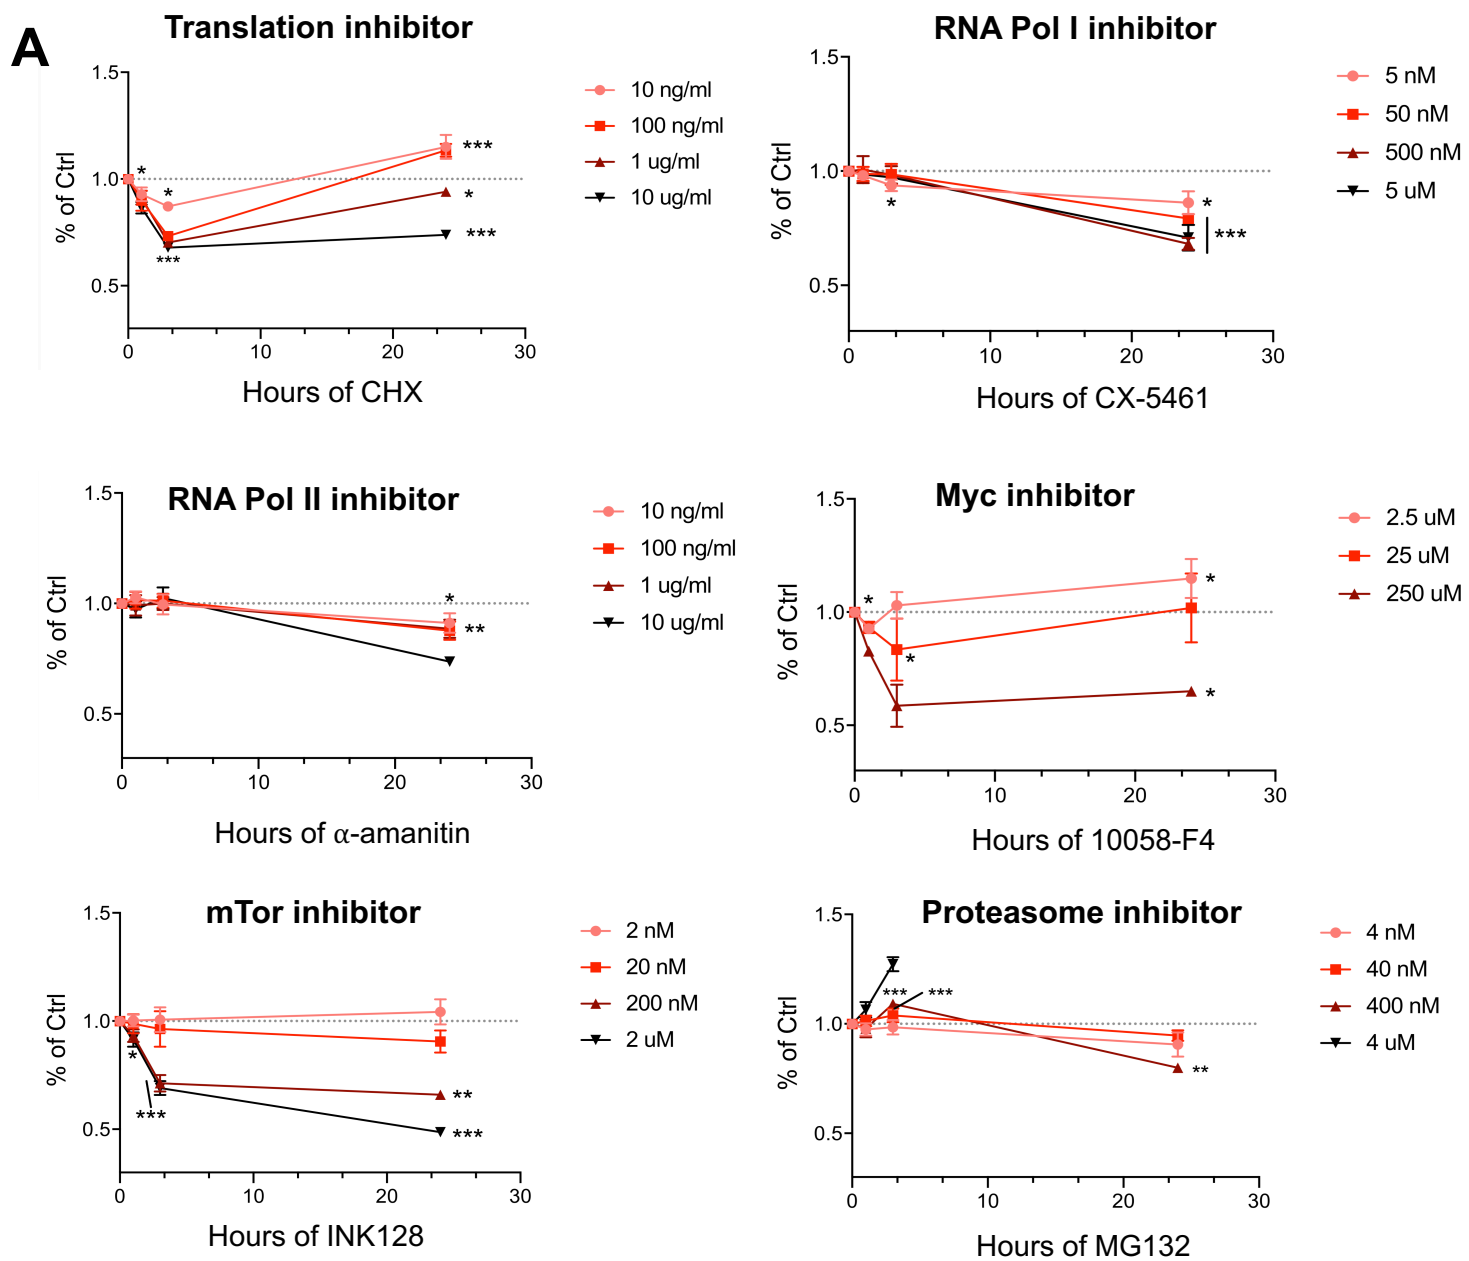 A
Translation inhibitor
1.5
1.0
0.5
% of Ctrl
*
*
***
***
*
***
0
10
20
30
Hours of CHX
10 ng/ml
100 ng/ml
1 ug/ml
10 ug/ml
RNA Pol I inhibitor
1.5
1.0
0.5
% of Ctrl
*
*
***
0
10
20
30
Hours of CX-5461
5 nM
50 nM
500 nM
5 uM
RNA Pol II inhibitor
1.5
1.0
0.5
% of Ctrl
*
**
0
10
20
30
Hours of α-amanitin
10 ng/ml
100 ng/ml
1 ug/ml
10 ug/ml
Myc inhibitor
1.5
1.0
0.5
% of Ctrl
*
*
*
*
0
10
20
30
Hours of 10058-F4
2.5 uM
25 uM
250 uM
mTor inhibitor
1.5
1.0
0.5
% of Ctrl
*
***
**
***
0
10
20
30
Hours of INK128
2 nM
20 nM
200 nM
2 uM
Proteasome inhibitor
1.5
1.0
0.5
% of Ctrl
***
***
**
0
10
20
30
Hours of MG132
4 nM
40 nM
400 nM
4 uM